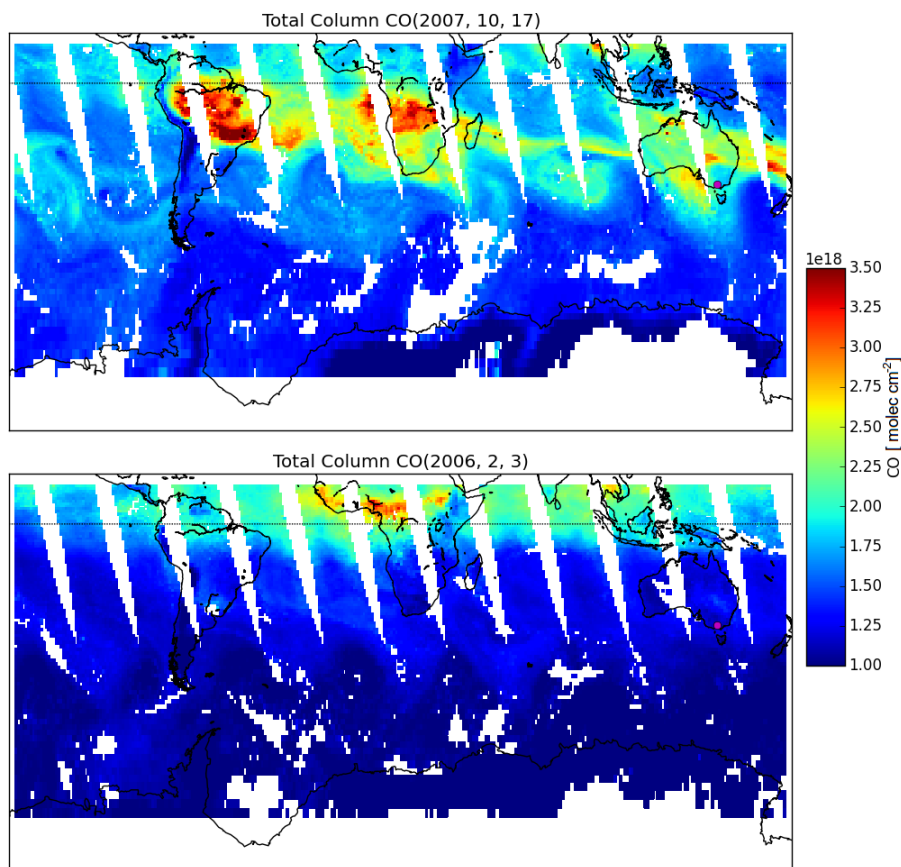 Total Column CO(2007, 10, 17)
1e18
3.50
3.25
3.00
2.75
2.50
2.25
2.00
1.75
1.50
1.25
1.00
CO [ molec cm-2]
Total Column CO(2006, 2, 3)